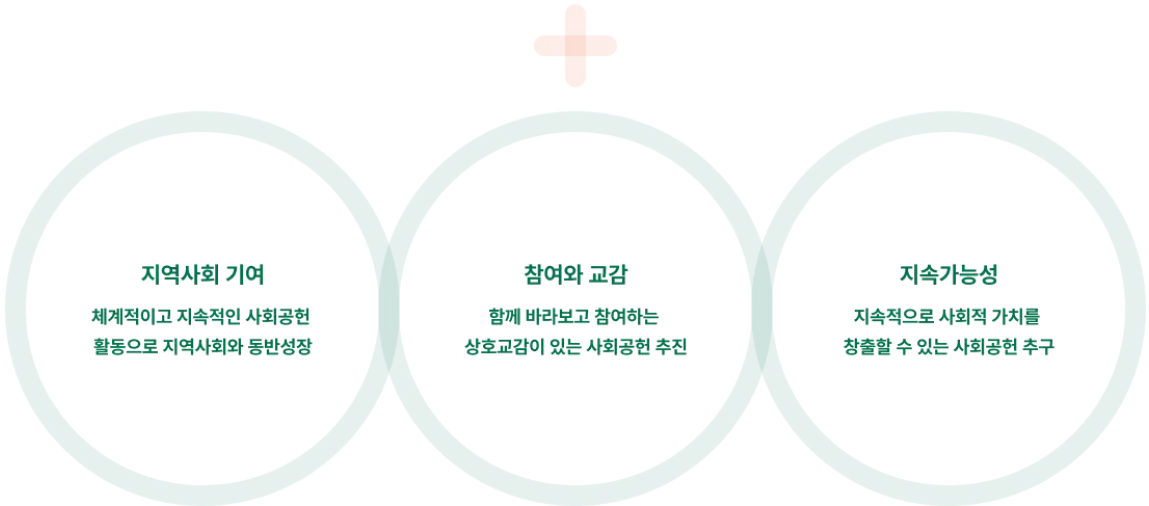 지역사회 기여
체계적이고 지속적인 사회공헌
활동으로 지역사회와 동반성장
참여와 교감
함께 바라보고 참여하는
상호교감이 있는 사회공헌 추진
지속가능성
지속적으로 사회적 가치를
창출할 수 있는 사회공헌 추구